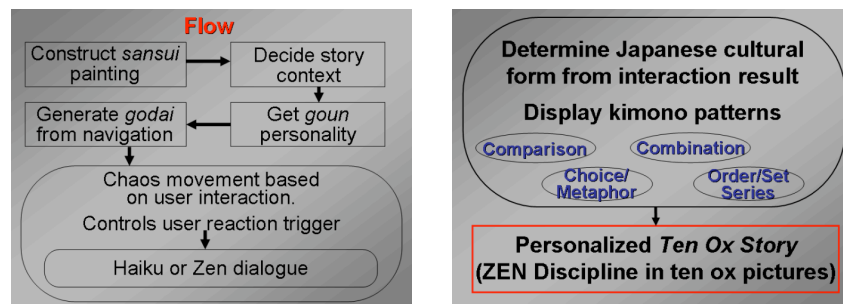 Flow
Construct sansui
painting
Decide story
context
Generate godai
from navigation
Get goun
personality
Chaos movement based
on user interaction.
Controls user reaction trigger
Haiku or Zen dialogue
Determine Japanese cultural
form from interaction result
Display kimono patterns
Comparison
Combination
Choice/
Metaphor
Order/Set
Series
Personalized Ten Ox Story
(ZEN Discipline in ten ox pictures)